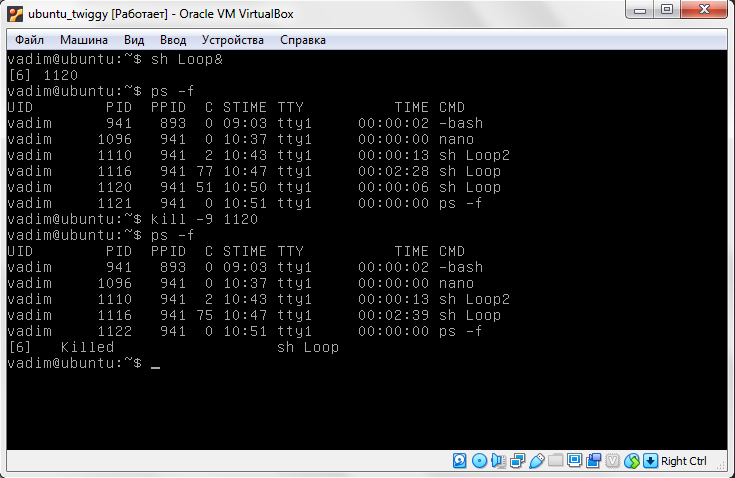 ubuntu_twiggy [Работает] - Oracle VM VirtualBox
Файл Машина Вид Ввод Устройства Справка
vadim@ubuntu:~$ sh Loop&
[6] 1120
vadim@ubuntu:~$ ps -f
UID        PID  PPID  C STIME TTY          TIME CMD
vadim      941   893  0 09:03 tty1     00:00:02 -bash
vadim     1096   941  0 10:37 tty1     00:00:00 nano
vadim     1110   941  2 10:43 tty1     00:00:13 sh Loop2
vadim     1116   941 77 10:47 tty1     00:02:28 sh Loop
vadim     1120   941 51 10:50 tty1     00:00:06 sh Loop
vadim     1121   941  0 10:51 tty1     00:00:00 ps -f
vadim@ubuntu:~$ kill -9 1120
vadim@ubuntu:~$ ps -f
UID        PID  PPID  C STIME TTY          TIME CMD
vadim      941   893  0 09:03 tty1     00:00:02 -bash
vadim     1096   941  0 10:37 tty1     00:00:00 nano
vadim     1110   941  2 10:43 tty1     00:00:13 sh Loop2
vadim     1116   941 75 10:47 tty1     00:02:39 sh Loop
vadim     1122   941  0 10:51 tty1     00:00:00 ps -f
[6]   Killed                  sh Loop
vadim@ubuntu:~$ _
Right Ctrl